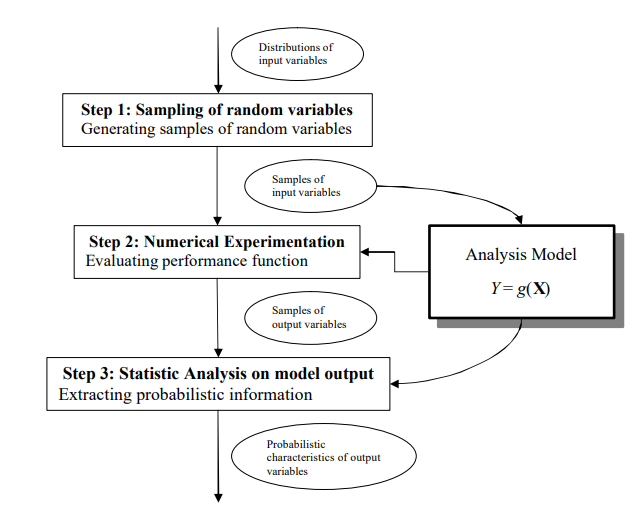 Distributions of
input variables
Step 1: Sampling of random variables
Generating samples of random variables
Samples of
input variables
Step 2: Numerical Experimentation
Evaluating performance function
Analysis Model
Y = g(X)
Samples of
output variables
Step 3: Statistic Analysis on model output
Extracting probabilistic information
Probabilistic
characteristics of output
variables